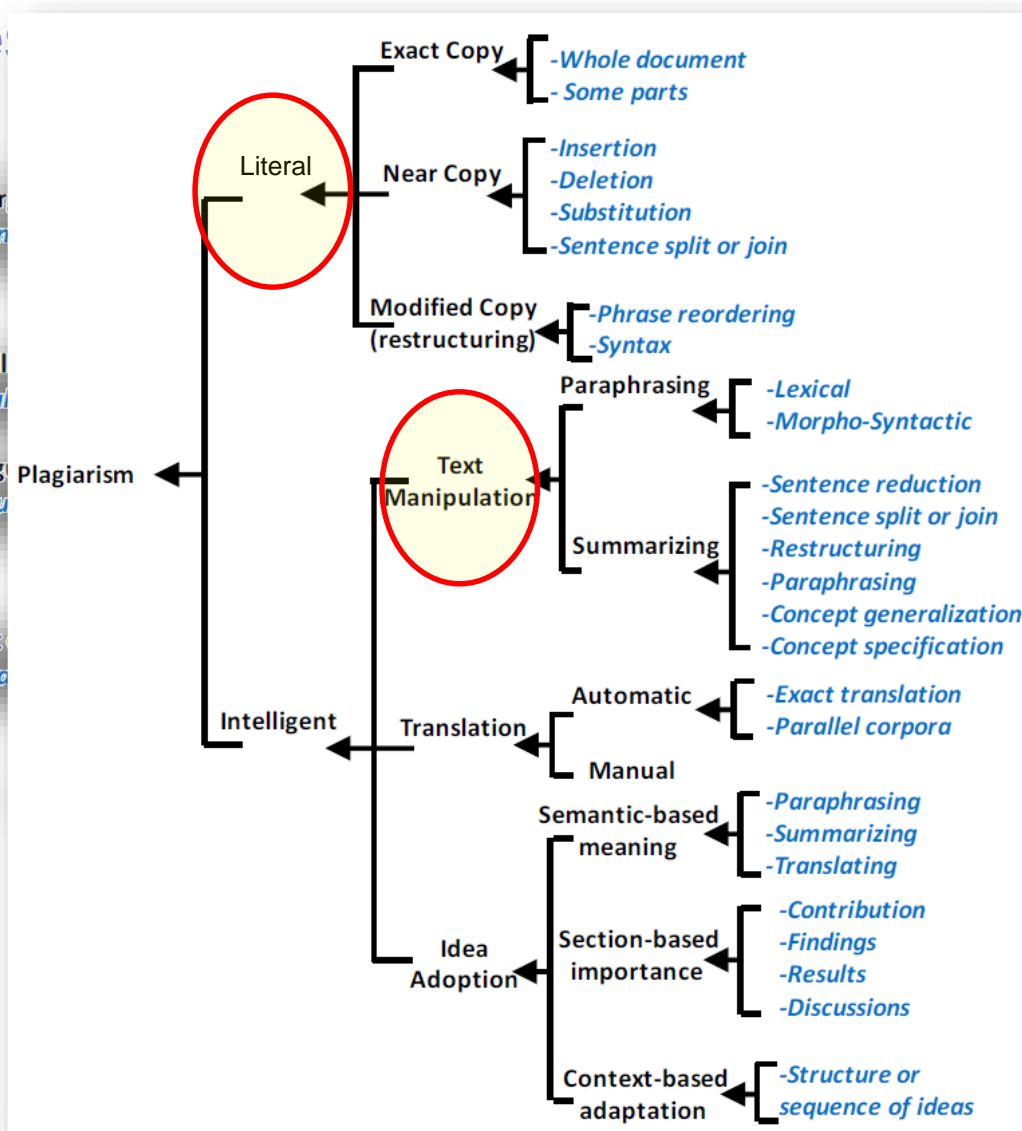 Exact Copy
-Whole document
- Some parts
Literal
Near Copy
-Insertion
-Deletion
-Substitution
-Sentence split or join
Modified Copy
(restructuring)
-Phrase reordering
-Syntax
Plagiarism
Text
Manipulation
Paraphrasing
-Lexical
-Morpho-Syntactic
Summarizing
-Sentence reduction
-Sentence split or join
-Restructuring
-Paraphrasing
-Concept generalization
-Concept specification
Intelligent
Translation
Automatic
-Exact translation
-Parallel corpora
Manual
Idea
Adoption
Semantic-based
meaning
-Paraphrasing
-Summarizing
-Translating
Section-based
importance
-Contribution
-Findings
-Results
-Discussions
Context-based
adaptation
-Structure or
sequence of ideas